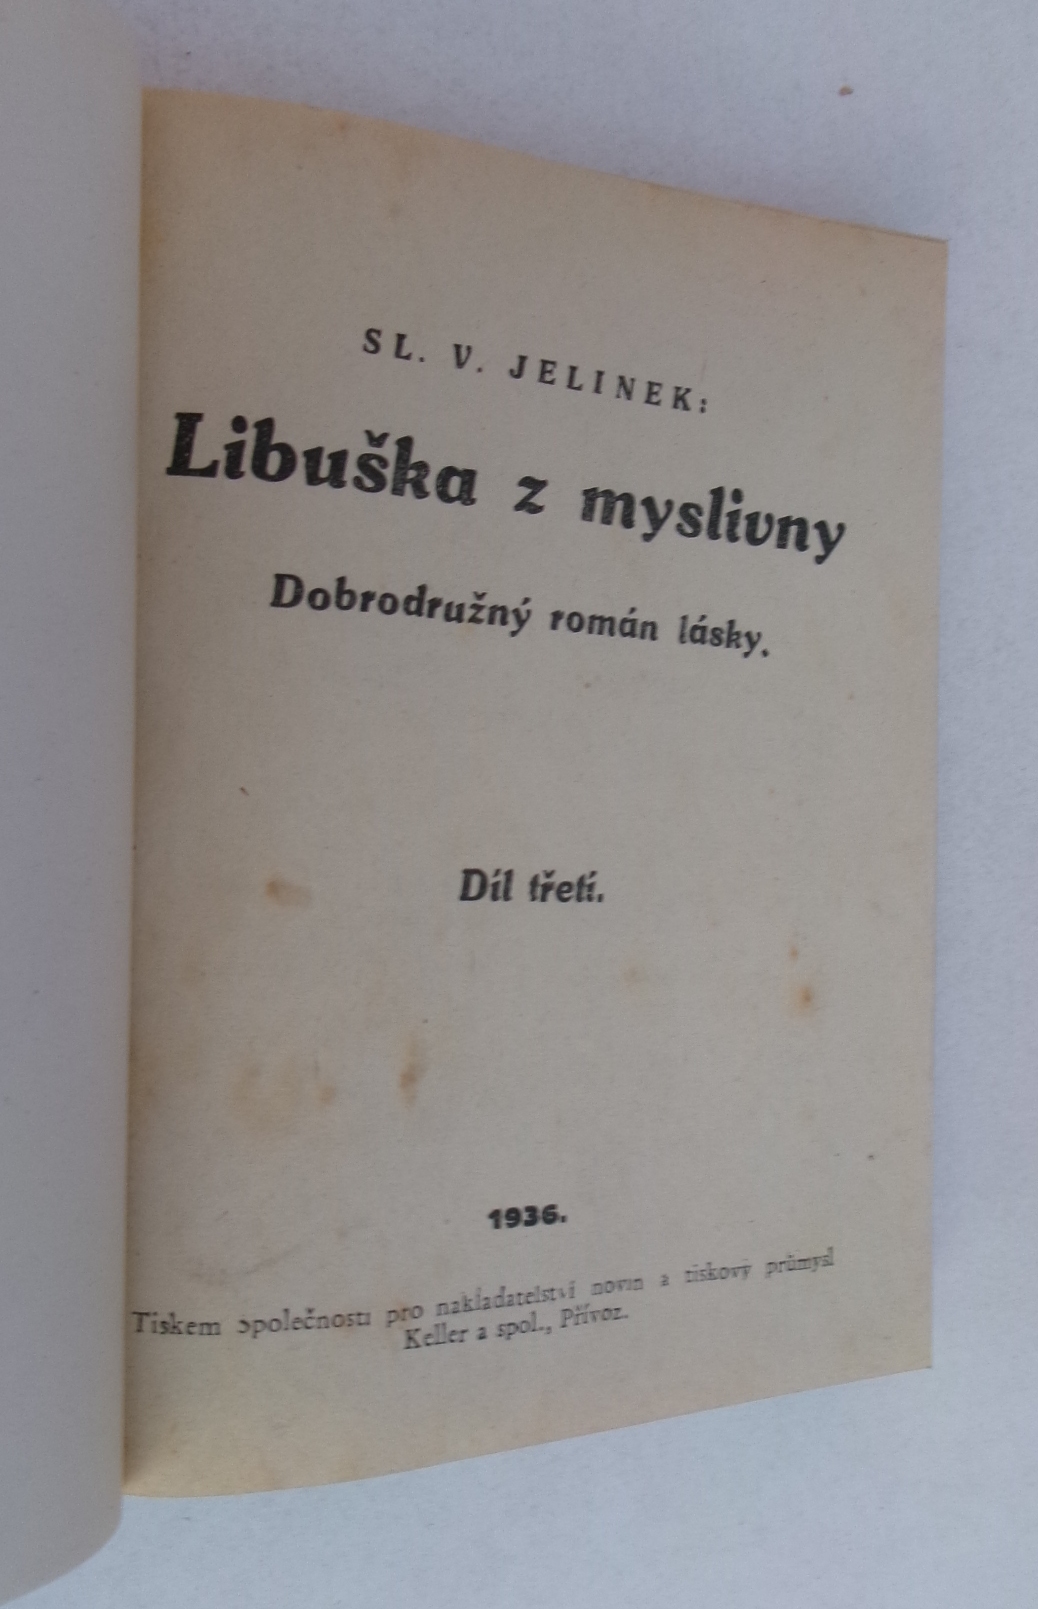 SL. V. JELINEK:
Libuška z myslivny
Dobrodružný román lásky.
Díl třetí.
1936.
Tiskem společnosti pro nakladatelství novin a tiskový průmysl
Keller a spol., Přívoz.